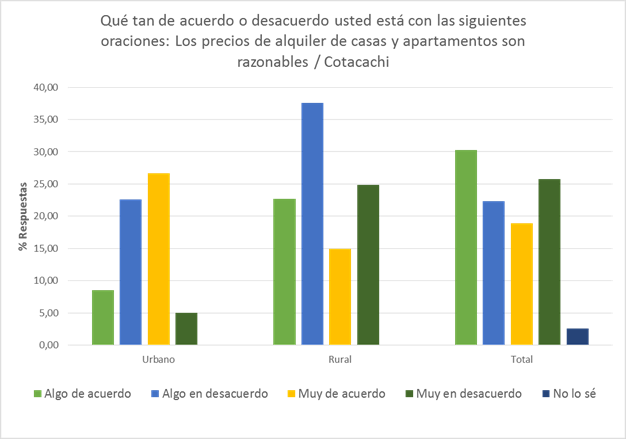 Qué tan de acuerdo o desacuerdo usted está con las siguientes
oraciones: Los precios de alquiler de casas y apartamentos son
razonables / Cotacachi
40,00
35,00
30,00
25,00
20,00
15,00
10,00
5,00
0,00
% Respuestas
Urbano Rural Total
Algo de acuerdo Algo en desacuerdo Muy de acuerdo Muy en desacuerdo No lo sé